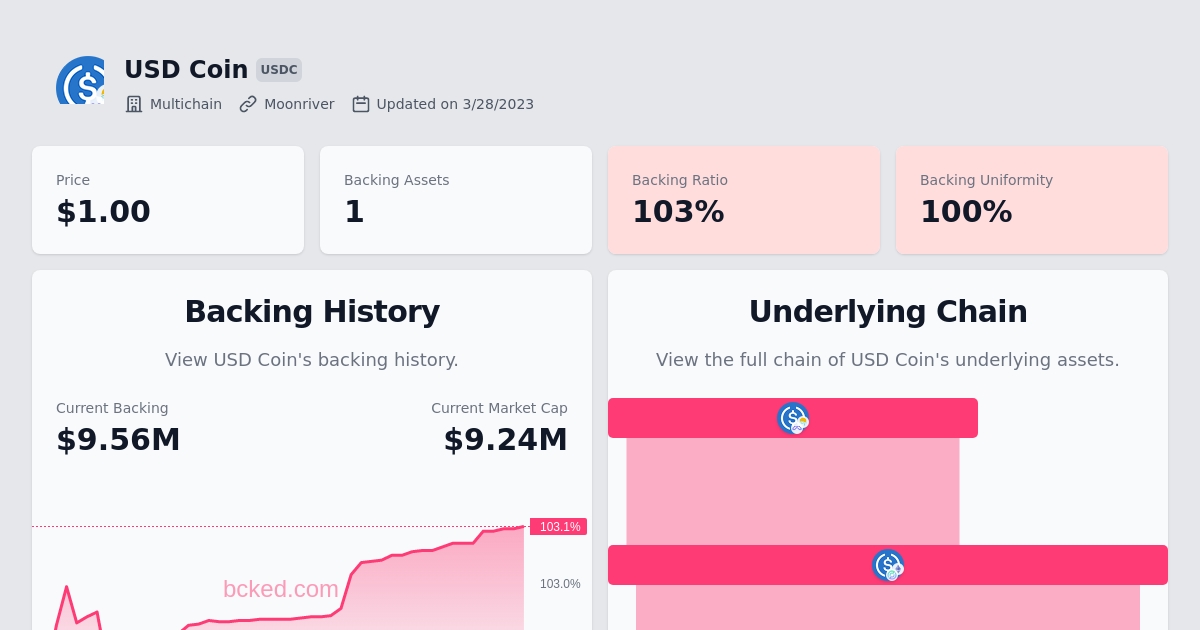 USD Coin USDC
Multichain Moonriver Updated on 3/28/2023
Price
$1.00
Backing Assets
1
Backing Ratio
103%
Backing Uniformity
100%
Backing History
View USD Coin's backing history.
Current Backing
$9.56M
Current Market Cap
$9.24M
103.1%
103.0%
bcked.com
Underlying Chain
View the full chain of USD Coin's underlying assets.